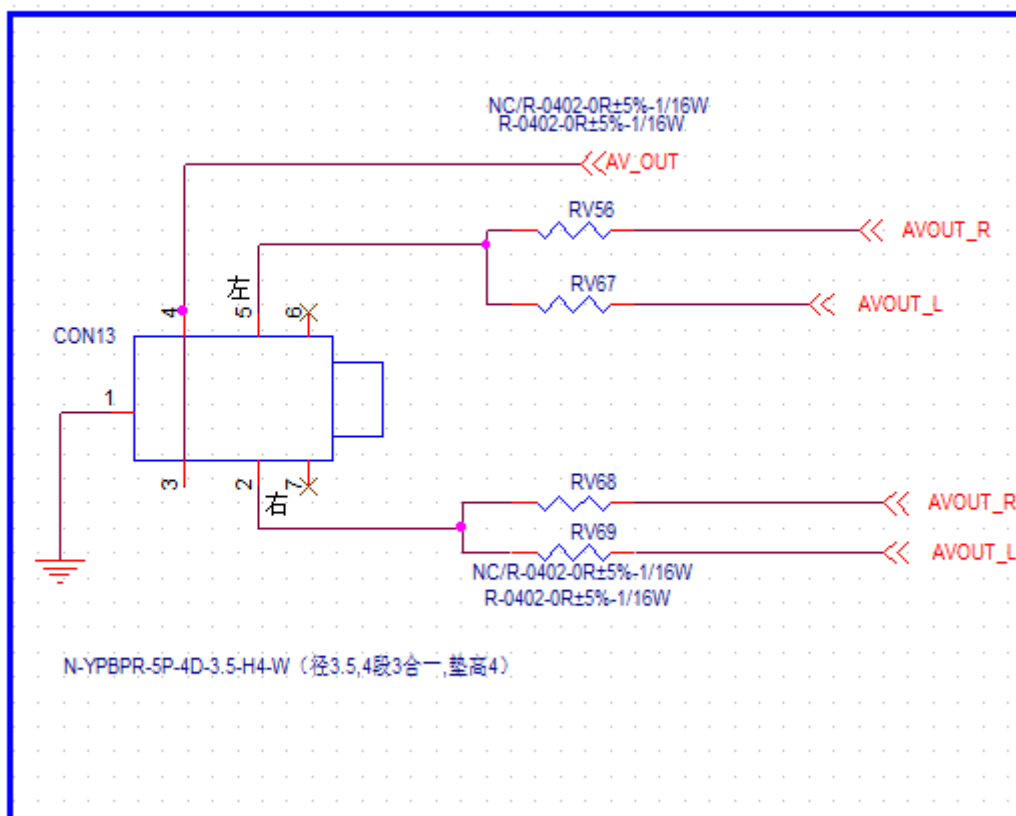 NC/R-0402-0R±5%-1/16W
R-0402-0R±5%-1/16W
AV_OUT
RV56
AVOUT_R
RV67
AVOUT_L
左
4
5
6
CON13
1
3
2
7
右
RV68
AVOUT_R
RV69
AVOUT_L
NC/R-0402-0R±5%-1/16W
R-0402-0R±5%-1/16W
N-YPBPR-5P-4D-3.5-H4-W（径3.5,4段3合一,垫高4）